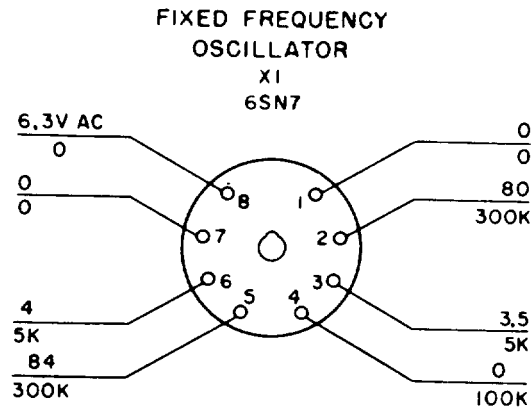 FIXED FREQUENCY
OSCILLATOR
X1
6SN7
6.3V AC
0
0
0
0
0
80
300K
8
1
7
2
6
3
5
4
4
5K
3.5
5K
84
300K
0
100K